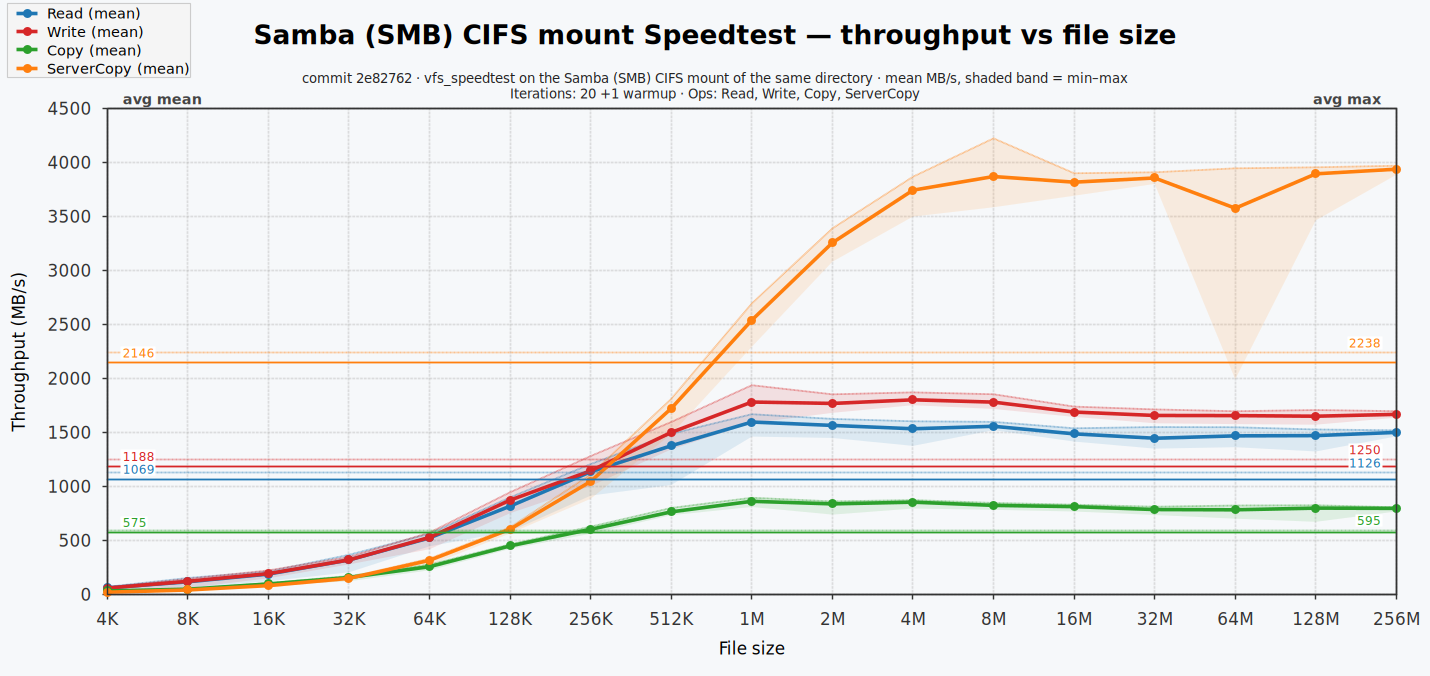 Read (mean)
Write (mean)
Copy (mean)
ServerCopy (mean)
Samba (SMB) CIFS mount Speedtest — throughput vs file size
commit 2e82762 · vfs_speedtest on the Samba (SMB) CIFS mount of the same directory · mean MB/s, shaded band = min–max
Iterations: 20 +1 warmup · Ops: Read, Write, Copy, ServerCopy
avg mean
avg max
4500
4000
3500
3000
2500
2000
1500
1000
500
0
Throughput (MB/s)
2146
2238
1188
1250
1069
1126
575
595
4K 8K 16K 32K 64K 128K 256K 512K 1M 2M 4M 8M 16M 32M 64M 128M 256M
File size